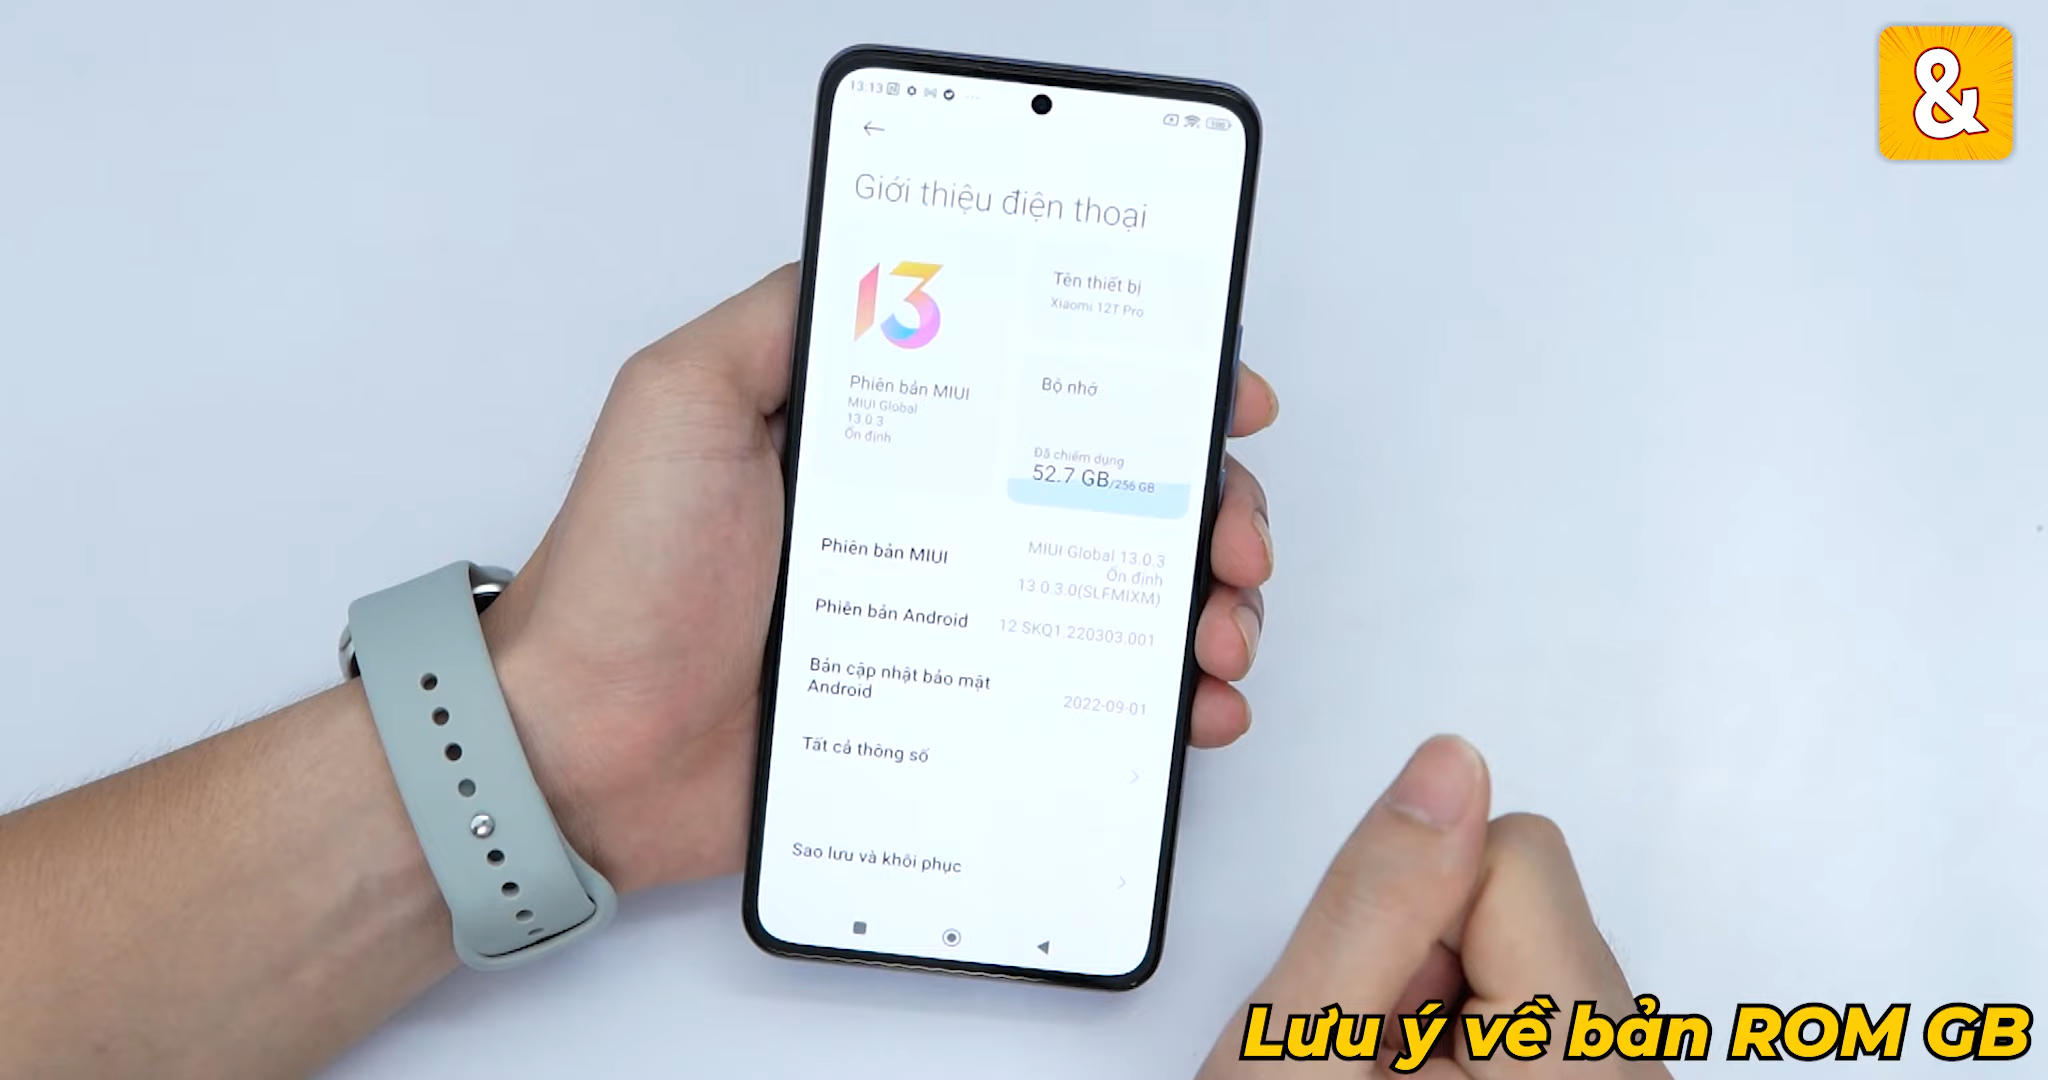 &
13:13
Giới thiệu điện thoại
13
Phiên bản MIUI
MIUI Global
13.0.3
Ổn định
Tên thiết bị
Xiaomi 12T Pro
Bộ nhớ
Đã chiếm dụng
52.7 GB/256 GB
Phiên bản MIUI
MIUI Global 13.0.3
Ổn định
13.0.3.0(SLFMIXM)
Phiên bản Android
12 SKQ1.220303.001
Bản cập nhật bảo mật
Android
2022-09-01
Tất cả thông số
Sao lưu và khôi phục
Lưu ý về bản ROM GB